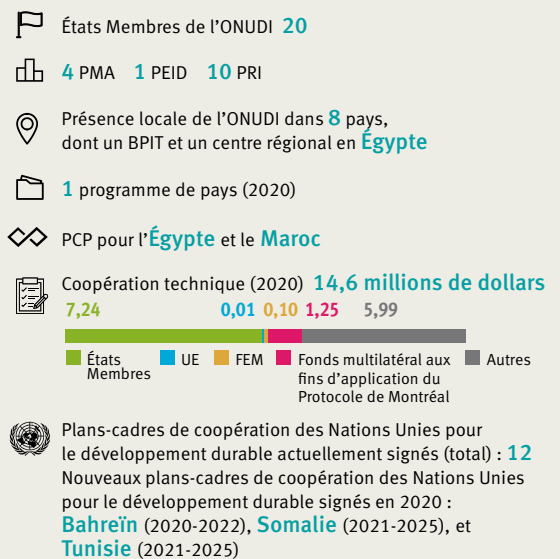 États Membres de l'ONUDI 20
4 PMA 1 PEID 10 PRI
Présence locale de l'ONUDI dans 8 pays,
dont un BPIT et un centre régional en Égypte
1 programme de pays (2020)
PCP pour l'Égypte et le Maroc
Coopération technique (2020) 14,6 millions de dollars
7,24 0,01 0,10 1,25 5,99
États Membres UE FEM Fonds multilatéral aux fins d'application du Protocole de Montréal Autres
Plans-cadres de coopération des Nations Unies pour
le développement durable actuellement signés (total) : 12
Nouveaux plans-cadres de coopération des Nations Unies
pour le développement durable signés en 2020 :
Bahreïn (2020-2022), Somalie (2021-2025), et
Tunisie (2021-2025)